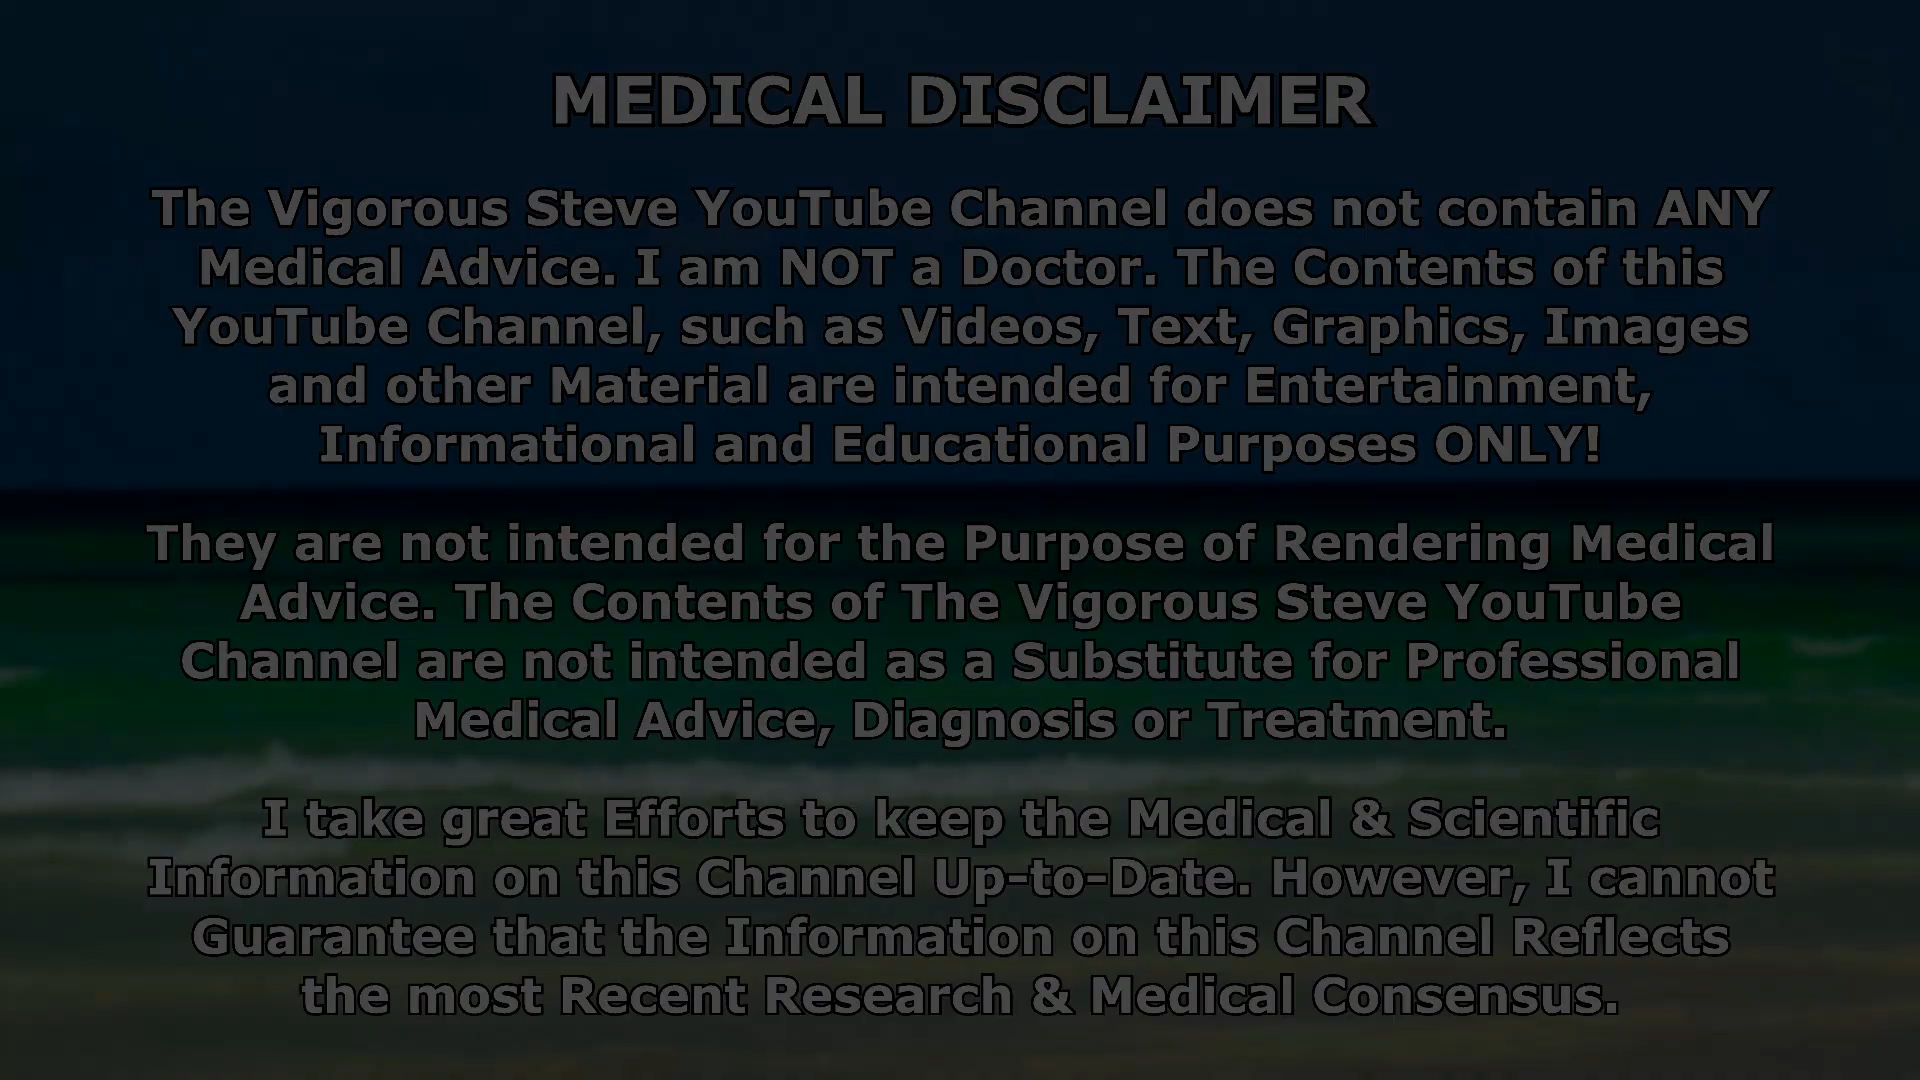 MEDICAL DISCLAIMER
The Vigorous Steve YouTube Channel does not contain ANY
Medical Advice. I am NOT a Doctor. The Contents of this
YouTube Channel, such as Videos, Text, Graphics, Images
and other Material are intended for Entertainment,
Informational and Educational Purposes ONLY!
They are not intended for the Purpose of Rendering Medical
Advice. The Contents of The Vigorous Steve YouTube
Channel are not intended as a Substitute for Professional
Medical Advice, Diagnosis or Treatment.
I take great Efforts to keep the Medical & Scientific
Information on this Channel Up-to-Date. However, I cannot
Guarantee that the Information on this Channel Reflects
the most Recent Research & Medical Consensus.